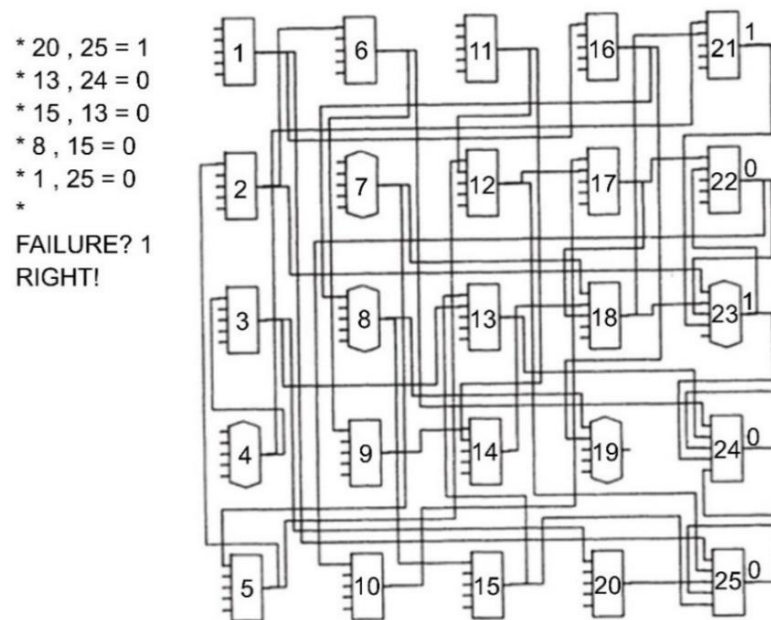 * 20 , 25 = 1
* 13 , 24 = 0
* 15 , 13 = 0
* 8 , 15 = 0
* 1 , 25 = 0
*
FAILURE? 1
RIGHT!
1 6 11 16 21 1
2 7 12 17 22 0
3 8 13 18 23 1
4 9 14 19 24 0
5 10 15 20 25 0